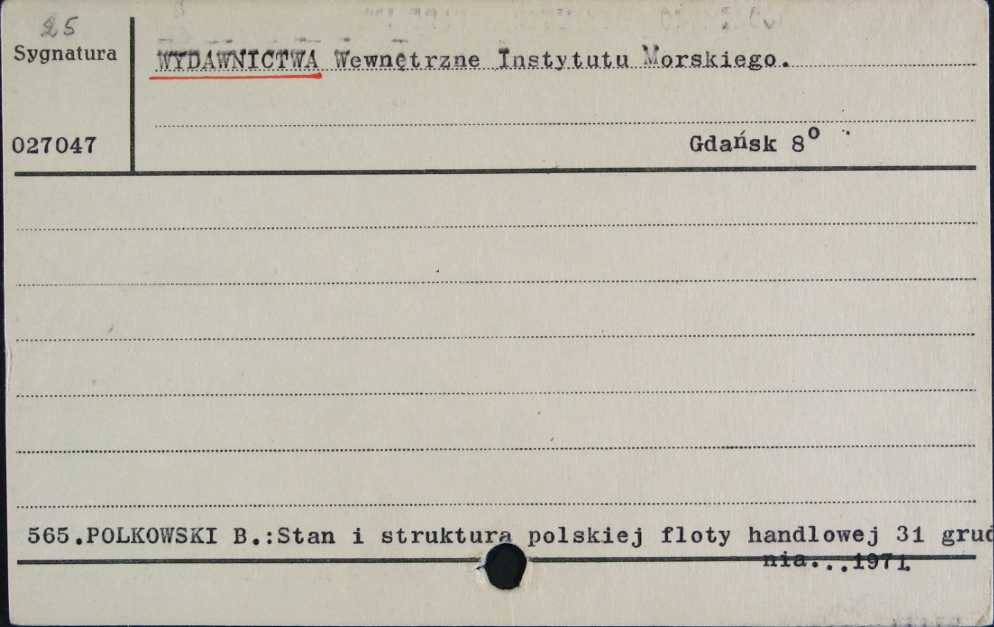 25
Sygnatura
WYDAWNICTWA Wewnętrzne Instytutu Morskiego.
027047
Gdańsk 8º
565.POLKOWSKI B.:Stan i struktura polskiej floty handlowej 31 grud
nia...1971.